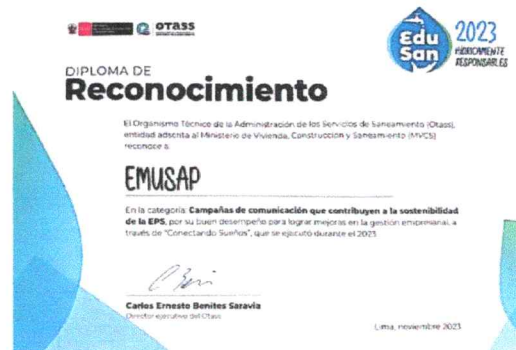 OTASS
Edu
San
2023
HÍDRICAMENTE
RESPONSABLES
DIPLOMA DE
Reconocimiento
El Organismo Técnico de la Administración de los Servicios de Saneamiento (Otass),
entidad adscrita al Ministerio de Vivienda, Construcción y Saneamiento (MVCS)
reconoce a:
EMUSAP
En la categoría: Campañas de comunicación que contribuyen a la sostenibilidad
de la EPS, por su buen desempeño para lograr mejoras en la gestión empresarial, a
través de "Conectando Sueños", que se ejecutó durante el 2023.
Carlos Ernesto Benites Saravia
Director ejecutivo del Otass
Lima, noviembre 2023